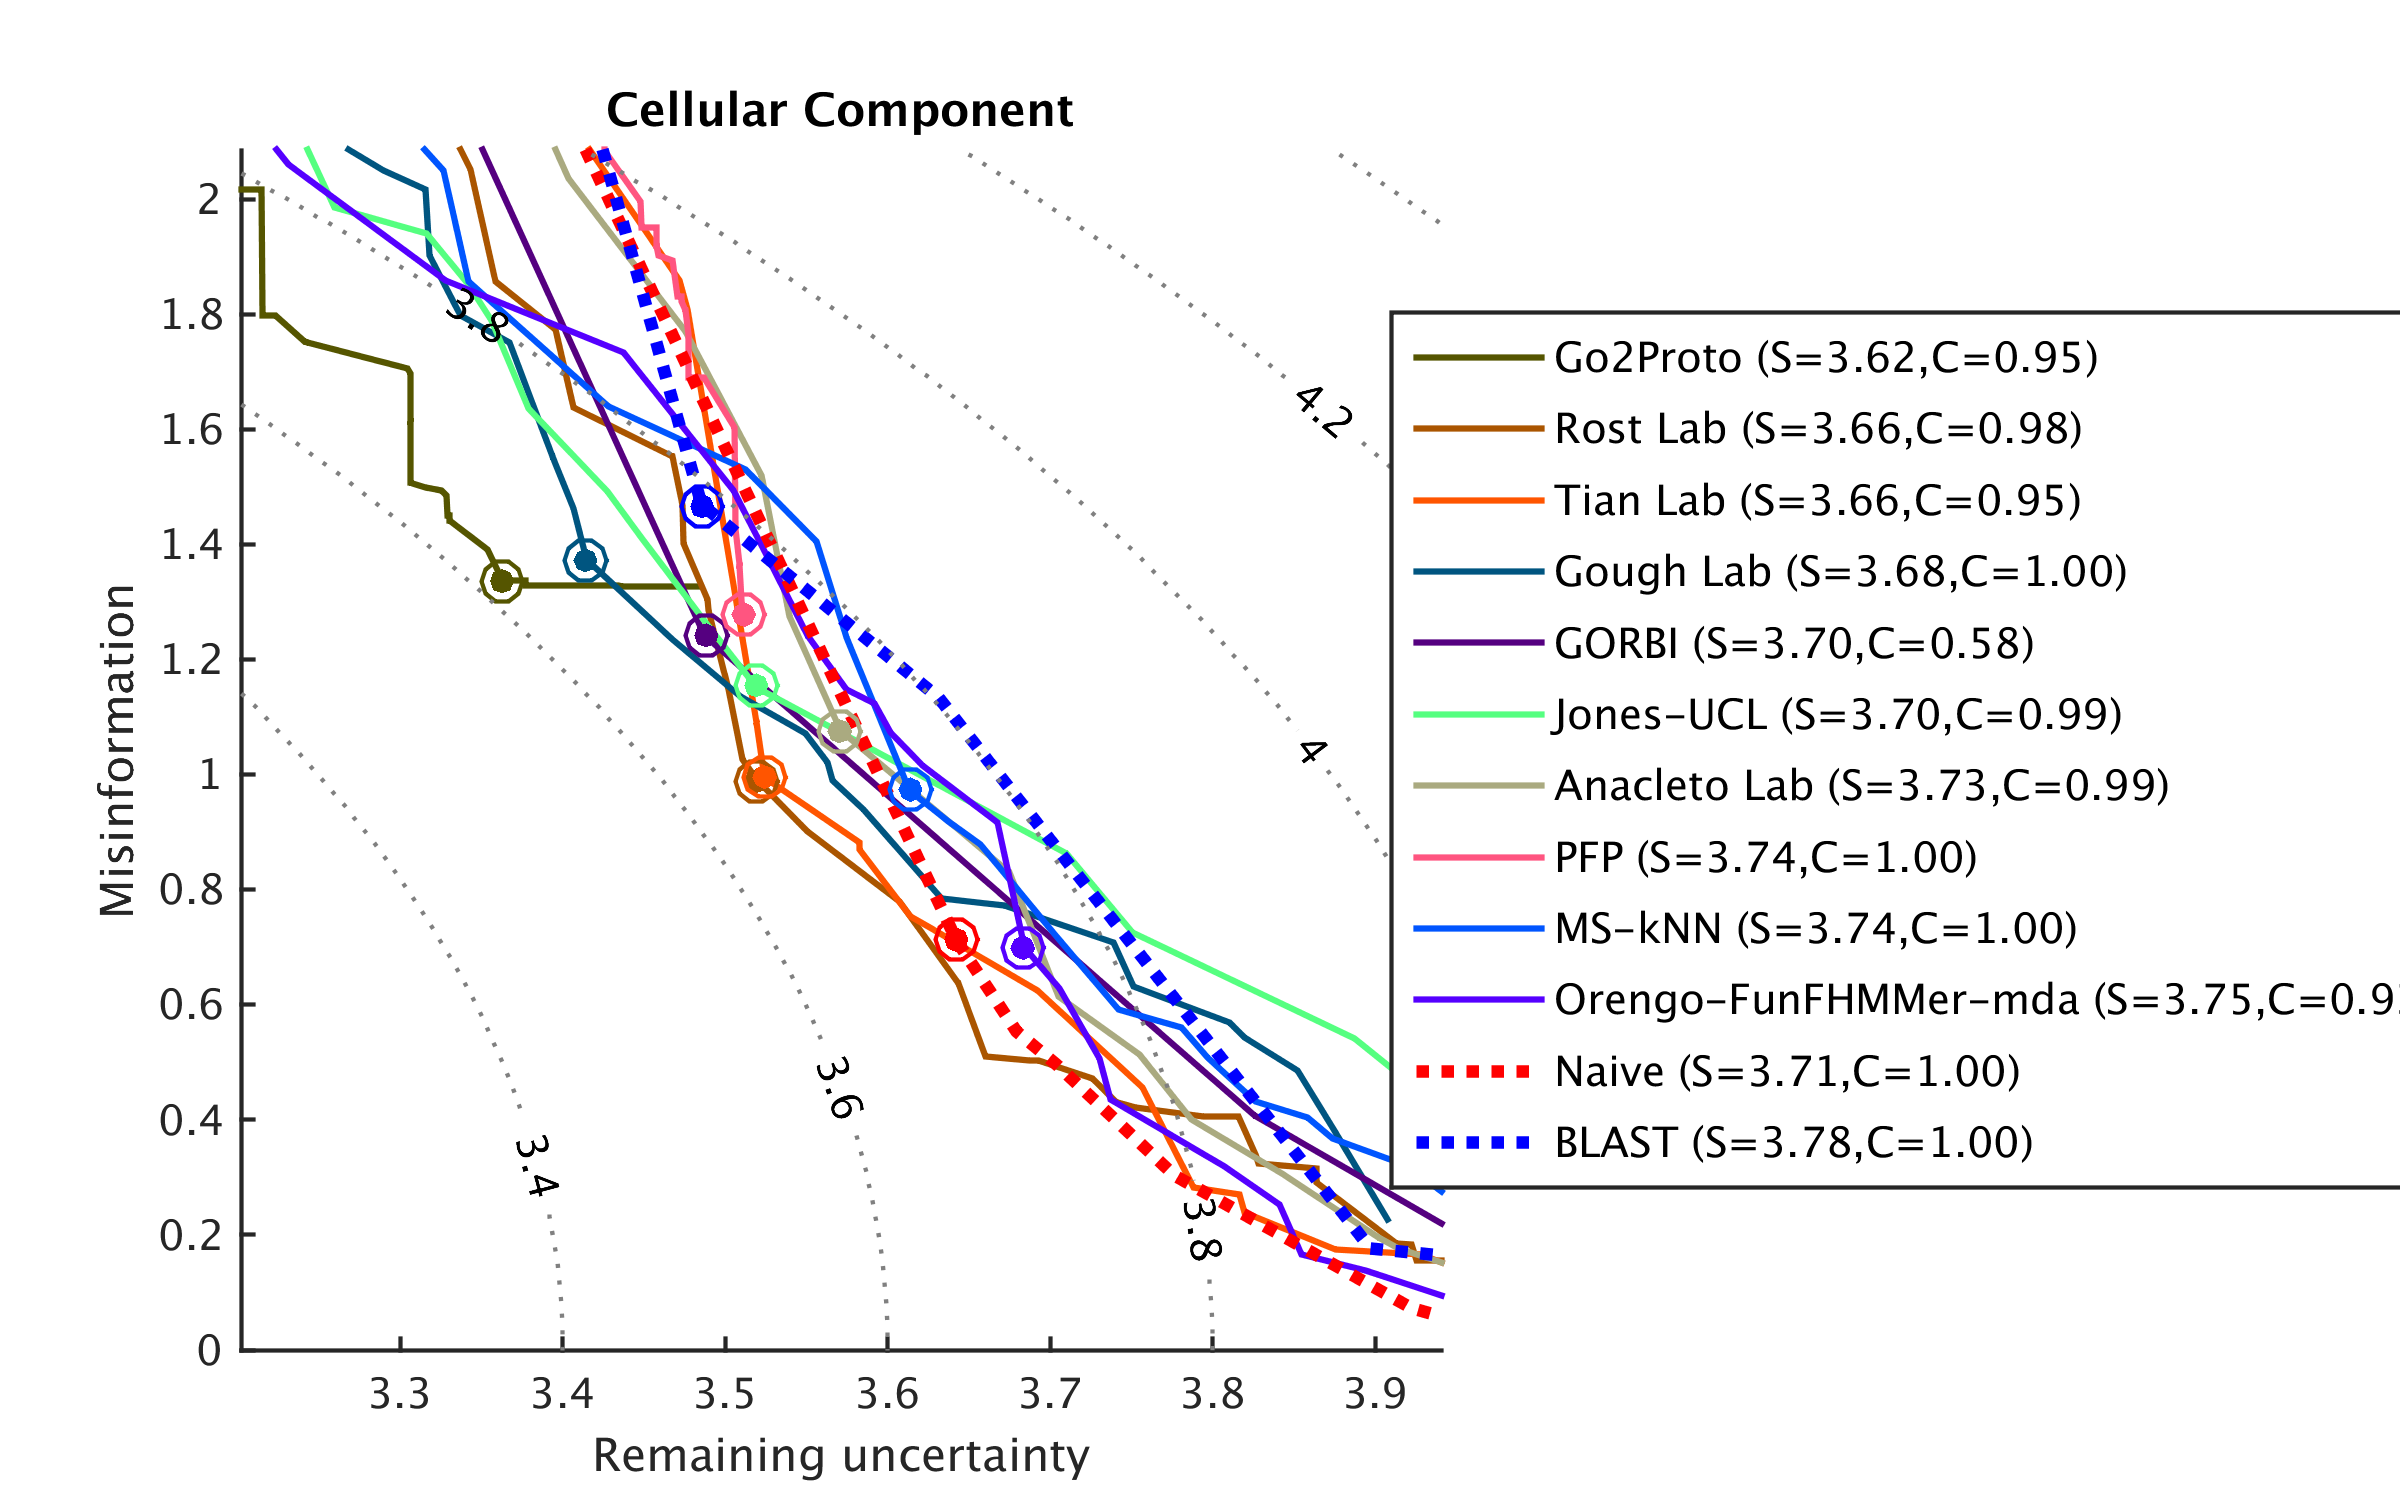 Cellular Component
Misinformation
2
1.8
1.6
1.4
1.2
1
0.8
0.6
0.4
0.2
0
3.3
3.4
3.5
3.6
3.7
3.8
3.9
Remaining uncertainty
3.8
4.2
4
3.6
3.4
3.8
Go2Proto (S=3.62,C=0.95)
Rost Lab (S=3.66,C=0.98)
Tian Lab (S=3.66,C=0.95)
Gough Lab (S=3.68,C=1.00)
GORBI (S=3.70,C=0.58)
Jones-UCL (S=3.70,C=0.99)
Anacleto Lab (S=3.73,C=0.99)
PFP (S=3.74,C=1.00)
MS-kNN (S=3.74,C=1.00)
Orengo-FunFHMMer-mda (S=3.75,C=0.9
Naive (S=3.71,C=1.00)
BLAST (S=3.78,C=1.00)